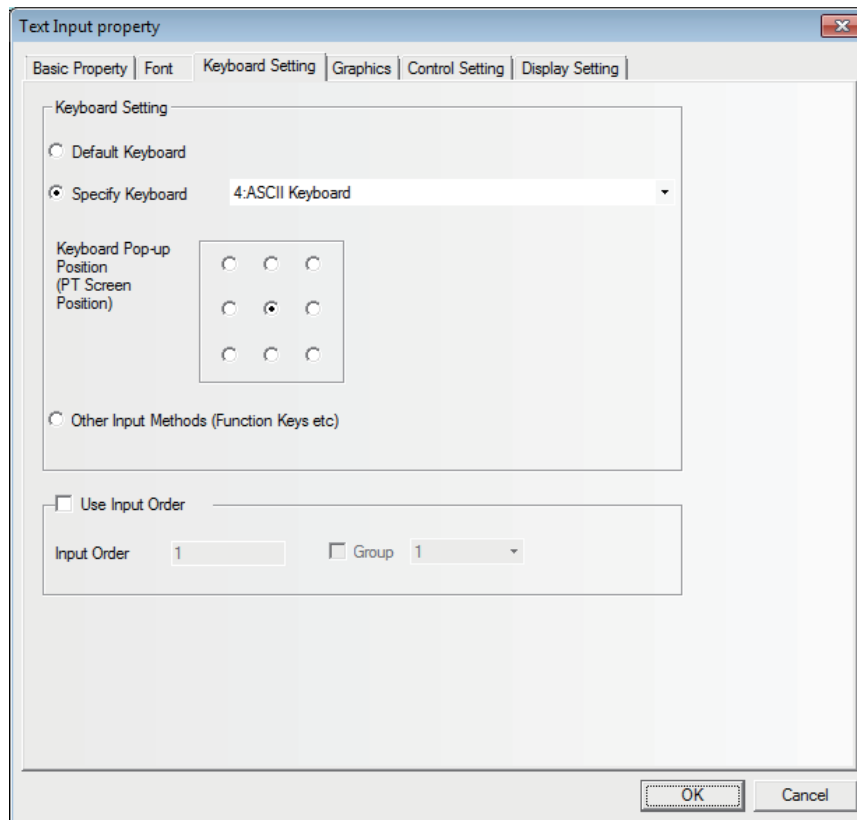 Text Input property
Basic Property Font Keyboard Setting Graphics Control Setting Display Setting
Keyboard Setting
Default Keyboard
Specify Keyboard 4:ASCII Keyboard
Keyboard Pop-up
Position
(PT Screen
Position)
Other Input Methods (Function Keys etc)
Use Input Order
Input Order 1 Group 1
OK Cancel